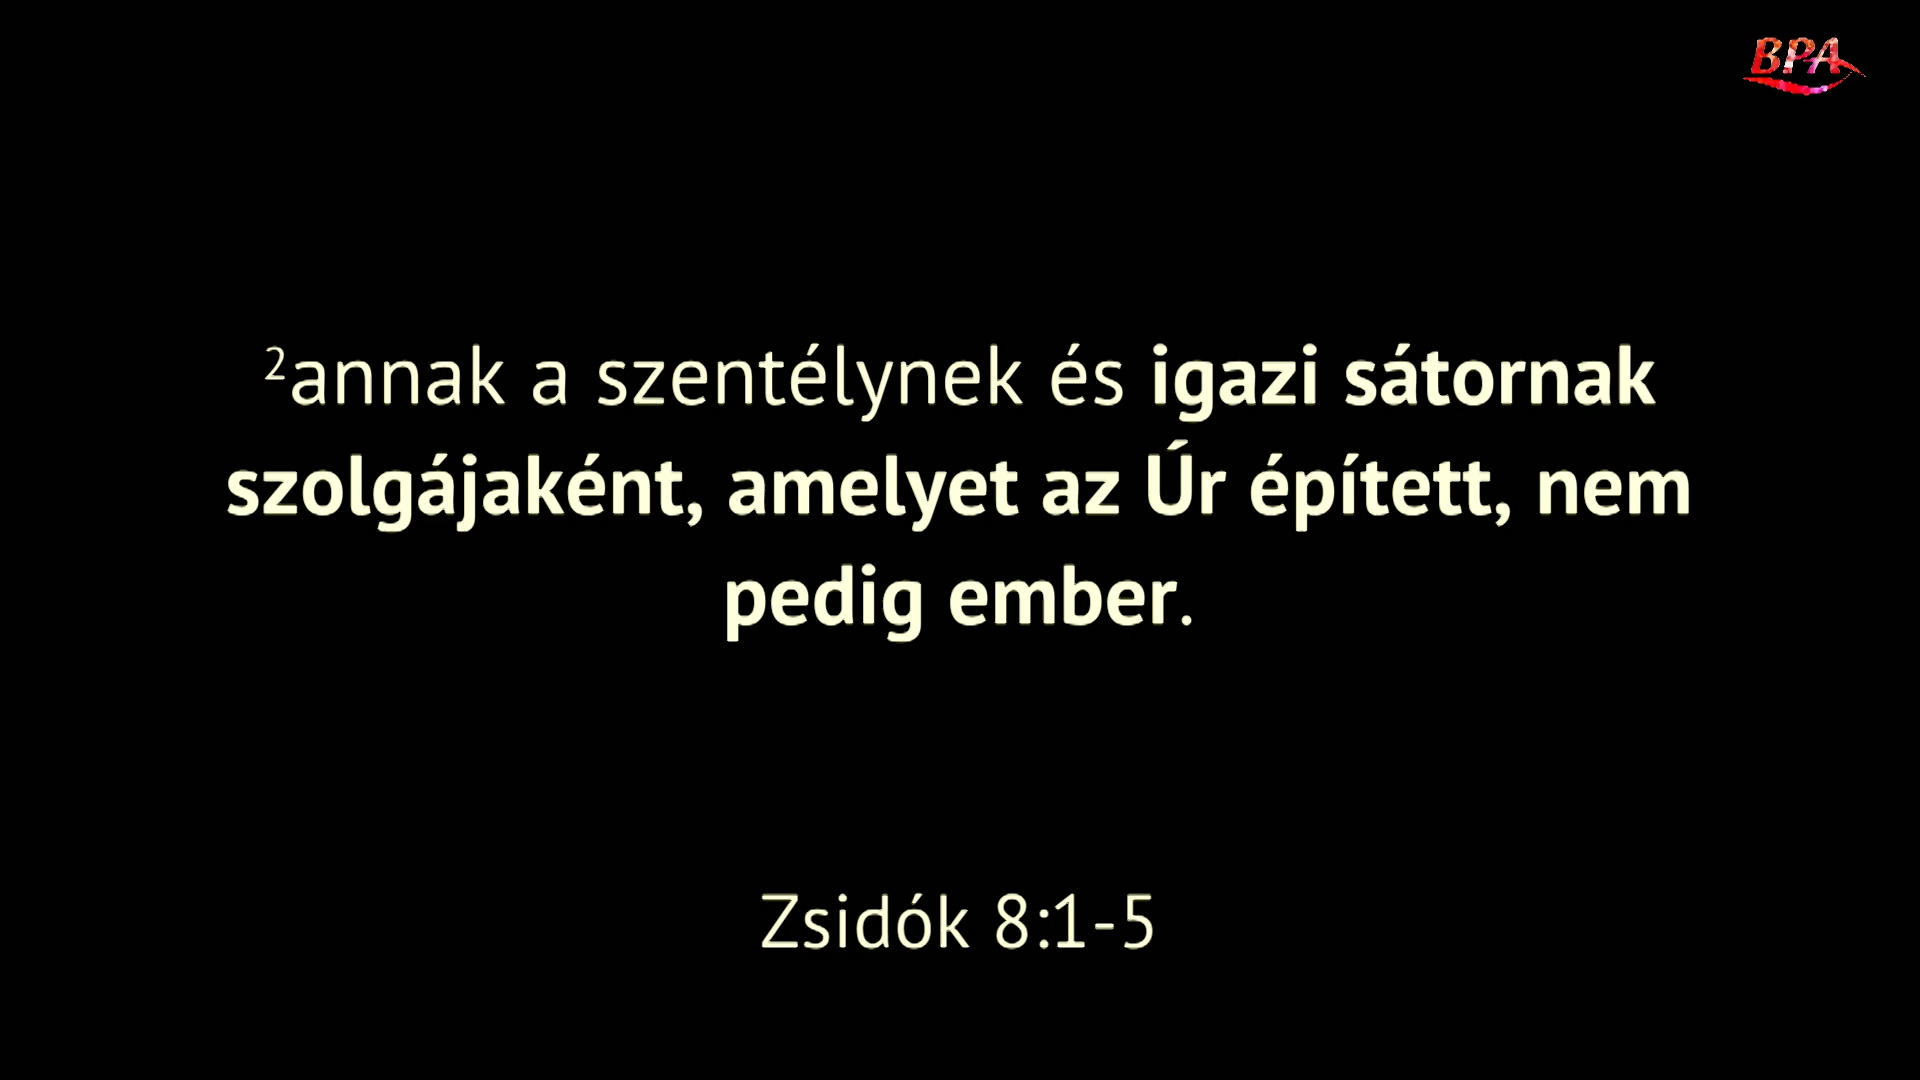 BPA
²annak a szentélynek és igazi sátornak
szolgájaként, amelyet az Úr épített, nem
pedig ember.
Zsidók 8:1-5